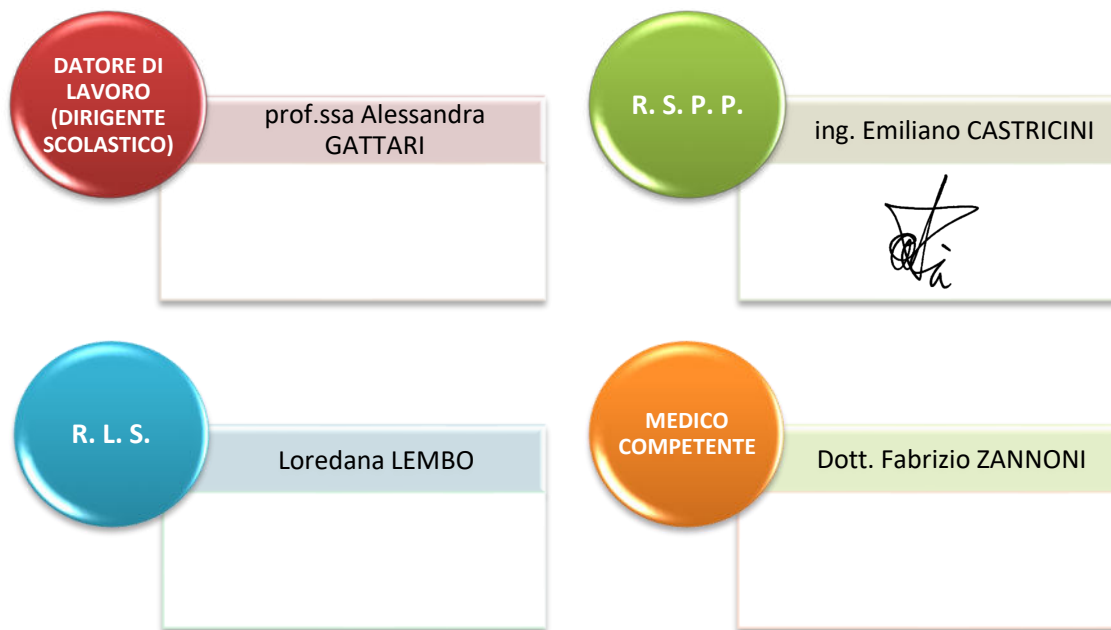 DATORE DI
LAVORO
(DIRIGENTE
SCOLASTICO)
prof.ssa Alessandra
GATTARI
R. S. P. P.
ing. Emiliano CASTRICINI
R. L. S.
Loredana LEMBO
MEDICO
COMPETENTE
Dott. Fabrizio ZANNONI